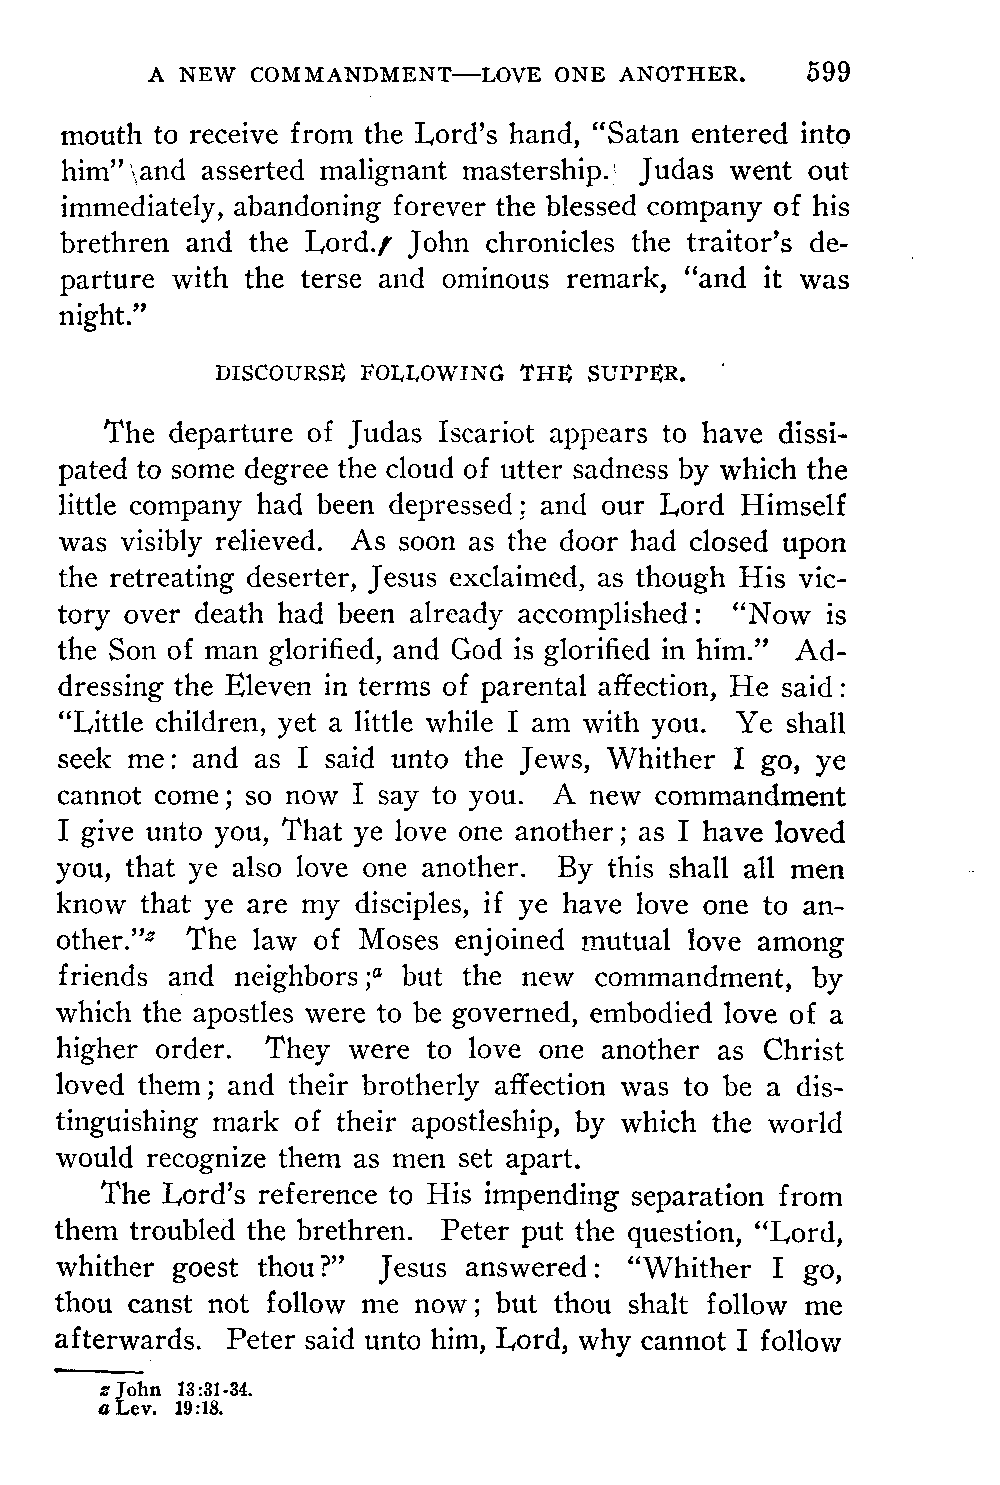 A NEW COMMANDMENT—LOVE ONE ANOTHER. 599
mouth to receive from the Lord's hand, “Satan entered into
him” and asserted malignant mastership. Judas went out
immediately, abandoning forever the blessed company of his
brethren and the Lord. John chronicles the traitor's de-
parture with the terse and ominous remark, “and it was
night.”
DISCOURSE FOLLOWING THE SUPPER.
The departure of Judas Iscariot appears to have dissi-
pated to some degree the cloud of utter sadness by which the
little company had been depressed; and our Lord Himself
was visibly relieved. As soon as the door had closed upon
the retreating deserter, Jesus exclaimed, as though His vic-
tory over death had been already accomplished: “Now is
the Son of man glorified, and God is glorified in him.” Ad-
dressing the Eleven in terms of parental affection, He said:
“Little children, yet a little while I am with you. Ye shall
seek me: and as I said unto the Jews, Whither I go, ye
cannot come; so now I say to you. A new commandment
I give unto you, That ye love one another; as I have loved
you, that ye also love one another. By this shall all men
know that ye are my disciples, if ye have love one to an-
other.”z The law of Moses enjoined mutual love among
friends and neighbors;a but the new commandment, by
which the apostles were to be governed, embodied love of a
higher order. They were to love one another as Christ
loved them; and their brotherly affection was to be a dis-
tinguishing mark of their apostleship, by which the world
would recognize them as men set apart.
The Lord's reference to His impending separation from
them troubled the brethren. Peter put the question, “Lord,
whither goest thou?” Jesus answered: “Whither I go,
thou canst not follow me now; but thou shalt follow me
afterwards. Peter said unto him, Lord, why cannot I follow
z John 13:31-34.
a Lev. 19:18.